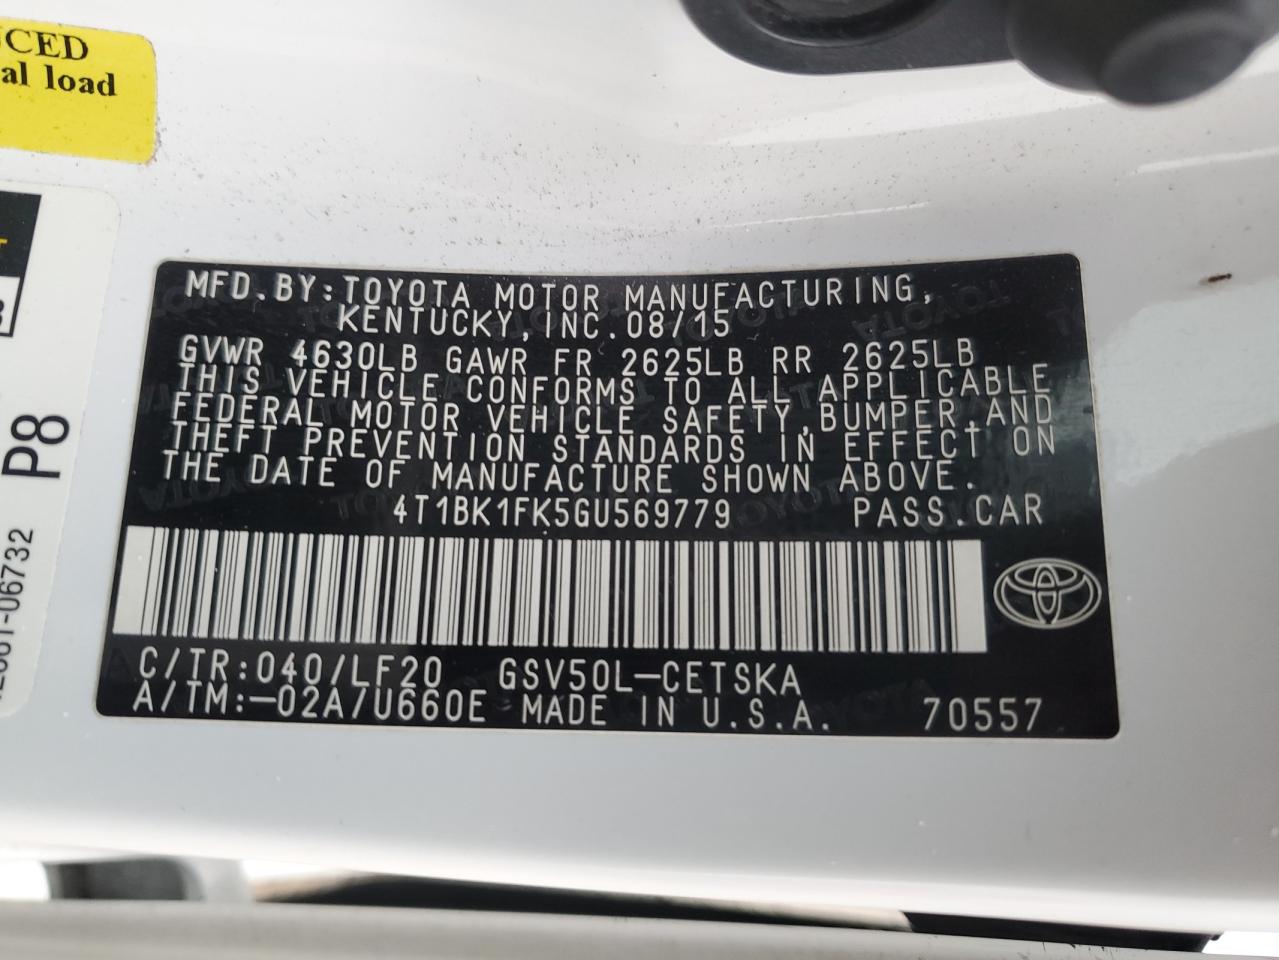 CED
al load
P8
-06732
MFD.BY:TOYOTA MOTOR MANUFACTURING,
KENTUCKY,INC.08/15
GVWR 4630LB GAWR FR 2625LB RR 2625LB
THIS VEHICLE CONFORMS TO ALL APPLICABLE
FEDERAL MOTOR VEHICLE SAFETY,BUMPER,AND
THEFT PREVENTION STANDARDS IN EFFECT ON
THE DATE OF MANUFACTURE SHOWN ABOVE.
4T1BK1FK5GU569779 PASS.CAR
C/TR:040/LF20 GSV50L-CETSKA
A/TM:-02A/U660E MADE IN U.S.A. 70557